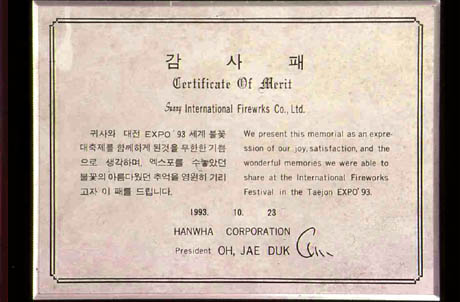 감 사 패
Certificate Of Merit
Sunny International Firewrks Co., Ltd.
귀사와 대전 EXPO '93 세계 불꽃
대축제를 함께하게 된것을 무한한 기쁨
으로 생각하며, 엑스포를 수놓았던
불꽃의 아름다웠던 추억을 영원히 기리
고자 이 패를 드립니다.
We present this memorial as an expre-
ssion of our joy, satisfaction, and the
wonderful memories we were able to
share at the International Fireworks
Festival in the Taejon EXPO' 93.
1993. 10. 23
HANWHA CORPORATION
President OH, JAE DUK